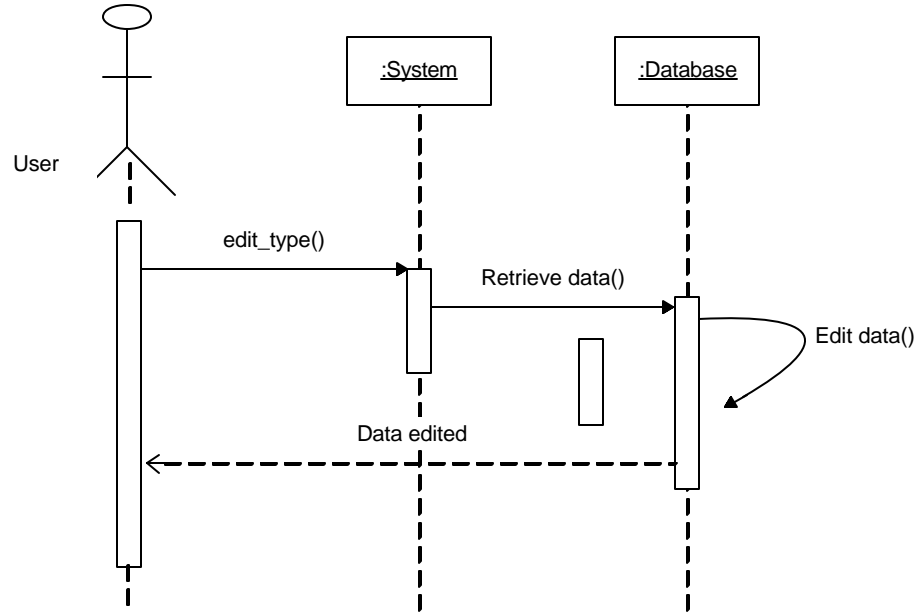 :System
:Database
User
edit_type()
Retrieve data()
Edit data()
Data edited